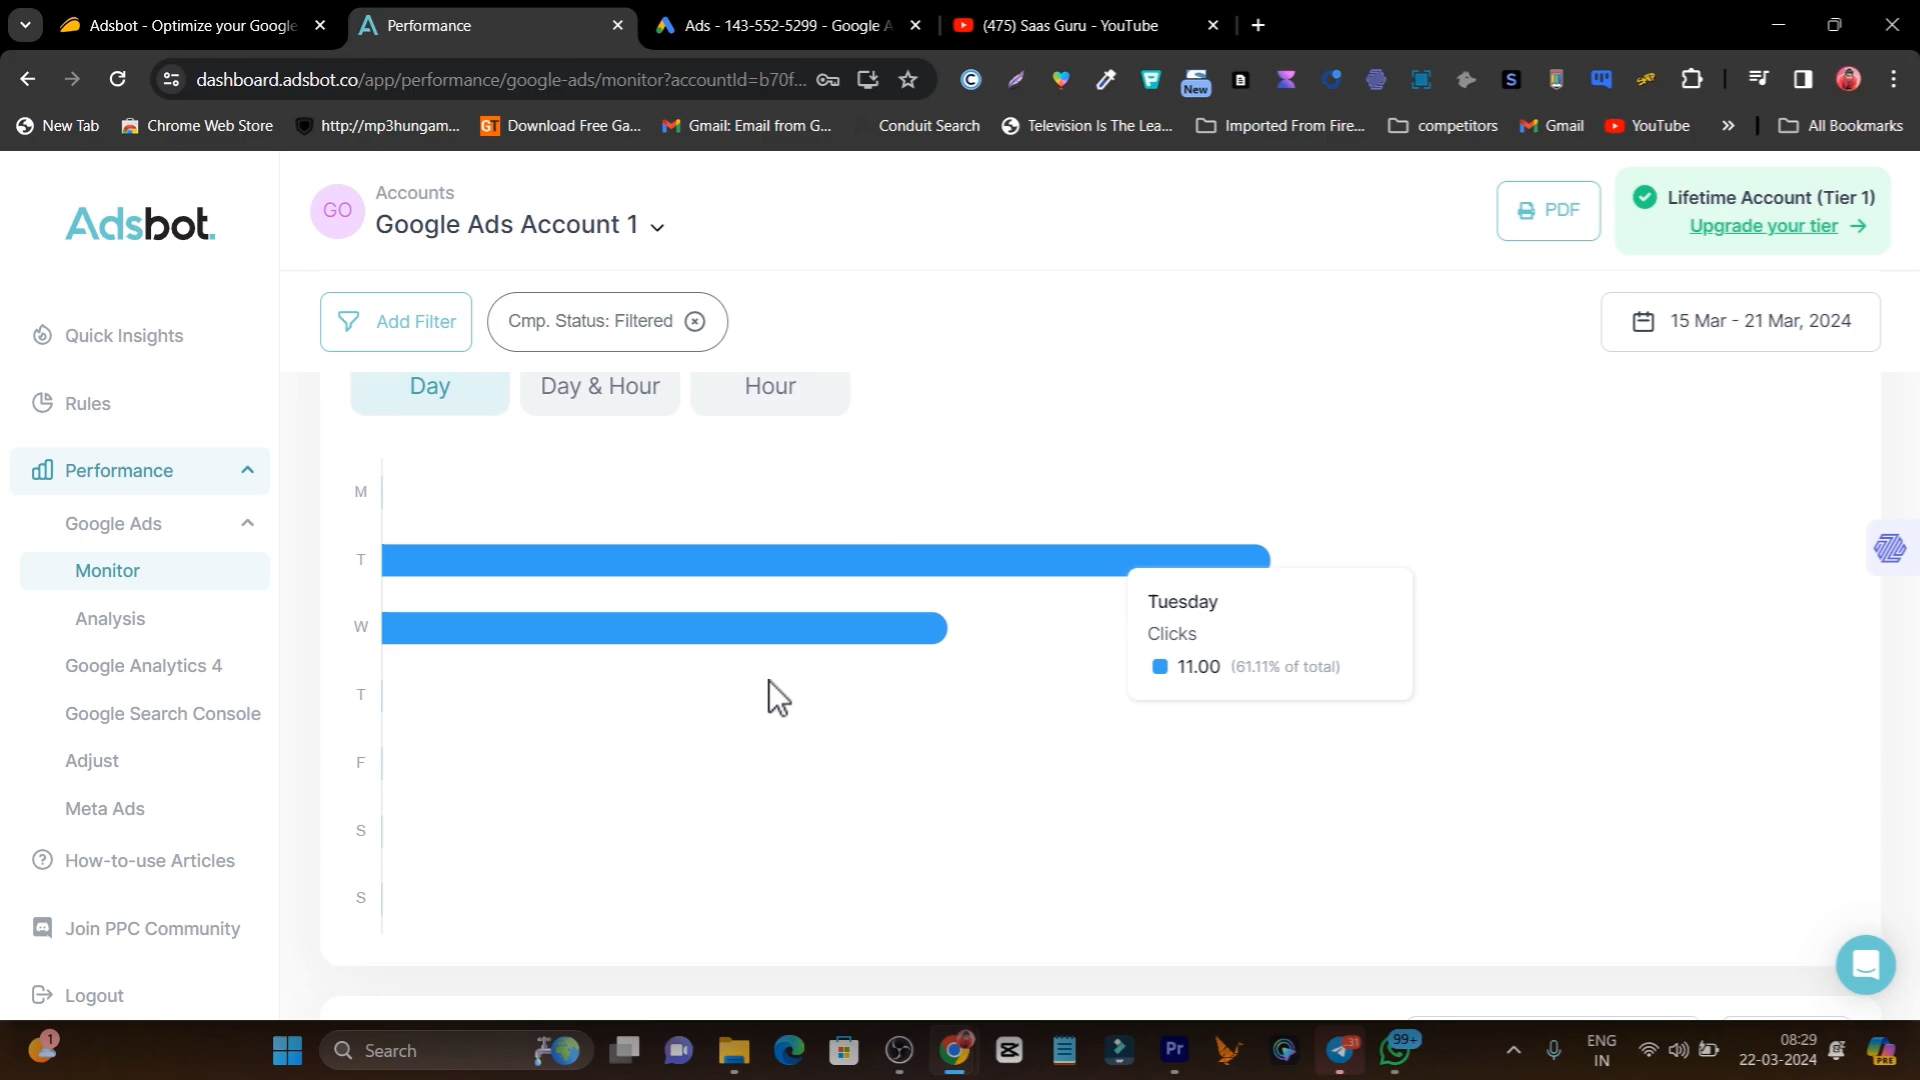 Adsbot - Optimize your Google
Performance
Ads - 143-552-5299 - Google A
(475) Saas Guru - YouTube
dashboard.adsbot.co/app/performance/google-ads/monitor?accountId=b70f...
New
New Tab
Chrome Web Store
http://mp3hungam...
GT
Download Free Ga...
Gmail: Email from G...
Conduit Search
Television Is The Lea...
Imported From Fire...
competitors
Gmail
YouTube
All Bookmarks
Adsbot.
GO
Accounts
Google Ads Account 1
PDF
Lifetime Account (Tier 1)
Upgrade your tier
Add Filter
Cmp. Status: Filtered
15 Mar - 21 Mar, 2024
Quick Insights
Rules
Performance
Google Ads
Monitor
Analysis
Google Analytics 4
Google Search Console
Adjust
Meta Ads
How-to-use Articles
Join PPC Community
Logout
Day
Day & Hour
Hour
M
T
W
T
F
S
S
Tuesday
Clicks
11.00 (61.11% of total)
1
Search
Pr
31
99+
ENG
IN
08:29
22-03-2024
PRE